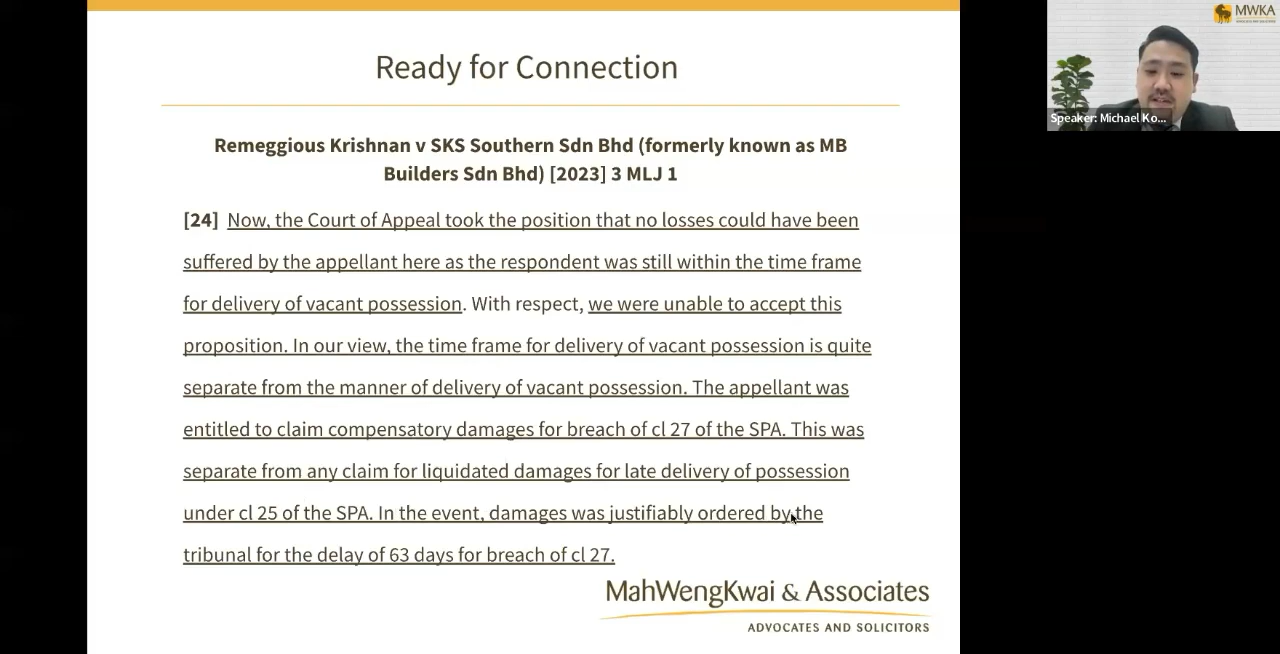 Ready for Connection
Remeggious Krishnan v SKS Southern Sdn Bhd (formerly known as MB
Builders Sdn Bhd) [2023] 3 MLJ 1
[24] Now, the Court of Appeal took the position that no losses could have been
suffered by the appellant here as the respondent was still within the time frame
for delivery of vacant possession. With respect, we were unable to accept this
proposition. In our view, the time frame for delivery of vacant possession is quite
separate from the manner of delivery of vacant possession. The appellant was
entitled to claim compensatory damages for breach of cl 27 of the SPA. This was
separate from any claim for liquidated damages for late delivery of possession
under cl 25 of the SPA. In the event, damages was justifiably ordered by the
tribunal for the delay of 63 days for breach of cl 27.
MahWengKwai & Associates
ADVOCATES AND SOLICITORS
MWKA
Speaker: Michael Ko...